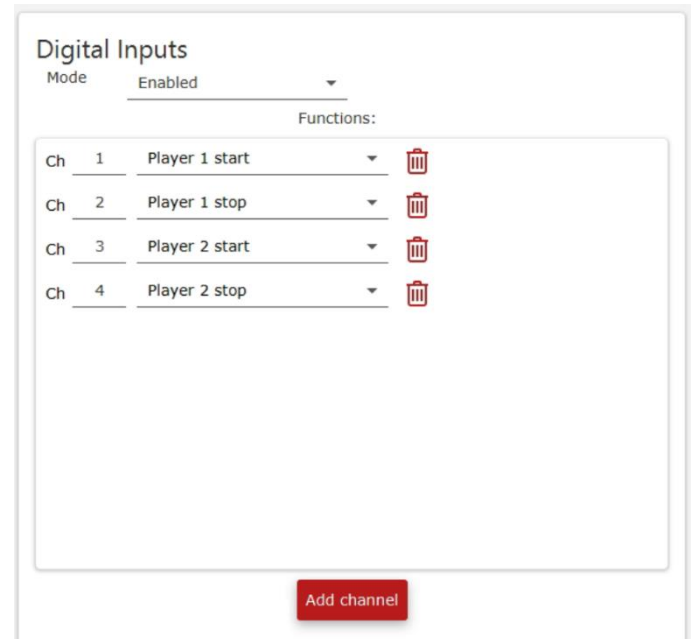 Digital Inputs
Mode Enabled
Functions:
Ch 1 Player 1 start
Ch 2 Player 1 stop
Ch 3 Player 2 start
Ch 4 Player 2 stop
Add channel